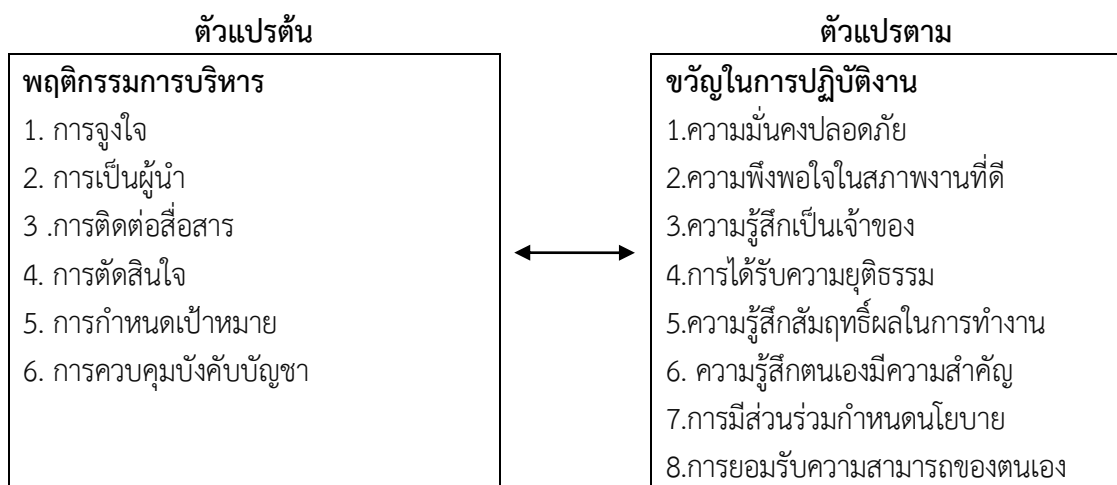 ตัวแปรต้น
พฤติกรรมการบริหาร
1. การจูงใจ
2. การเป็นผู้นำ
3 .การติดต่อสื่อสาร
4. การตัดสินใจ
5. การกำหนดเป้าหมาย
6. การควบคุมบังคับบัญชา
ตัวแปรตาม
ขวัญในการปฏิบัติงาน
1.ความมั่นคงปลอดภัย
2.ความพึงพอใจในสภาพงานที่ดี
3.ความรู้สึกเป็นเจ้าของ
4.การได้รับความยุติธรรม
5.ความรู้สึกสัมฤทธิ์ผลในการทำงาน
6. ความรู้สึกตนเองมีความสำคัญ
7.การมีส่วนร่วมกำหนดนโยบาย
8.การยอมรับความสามารถของตนเอง